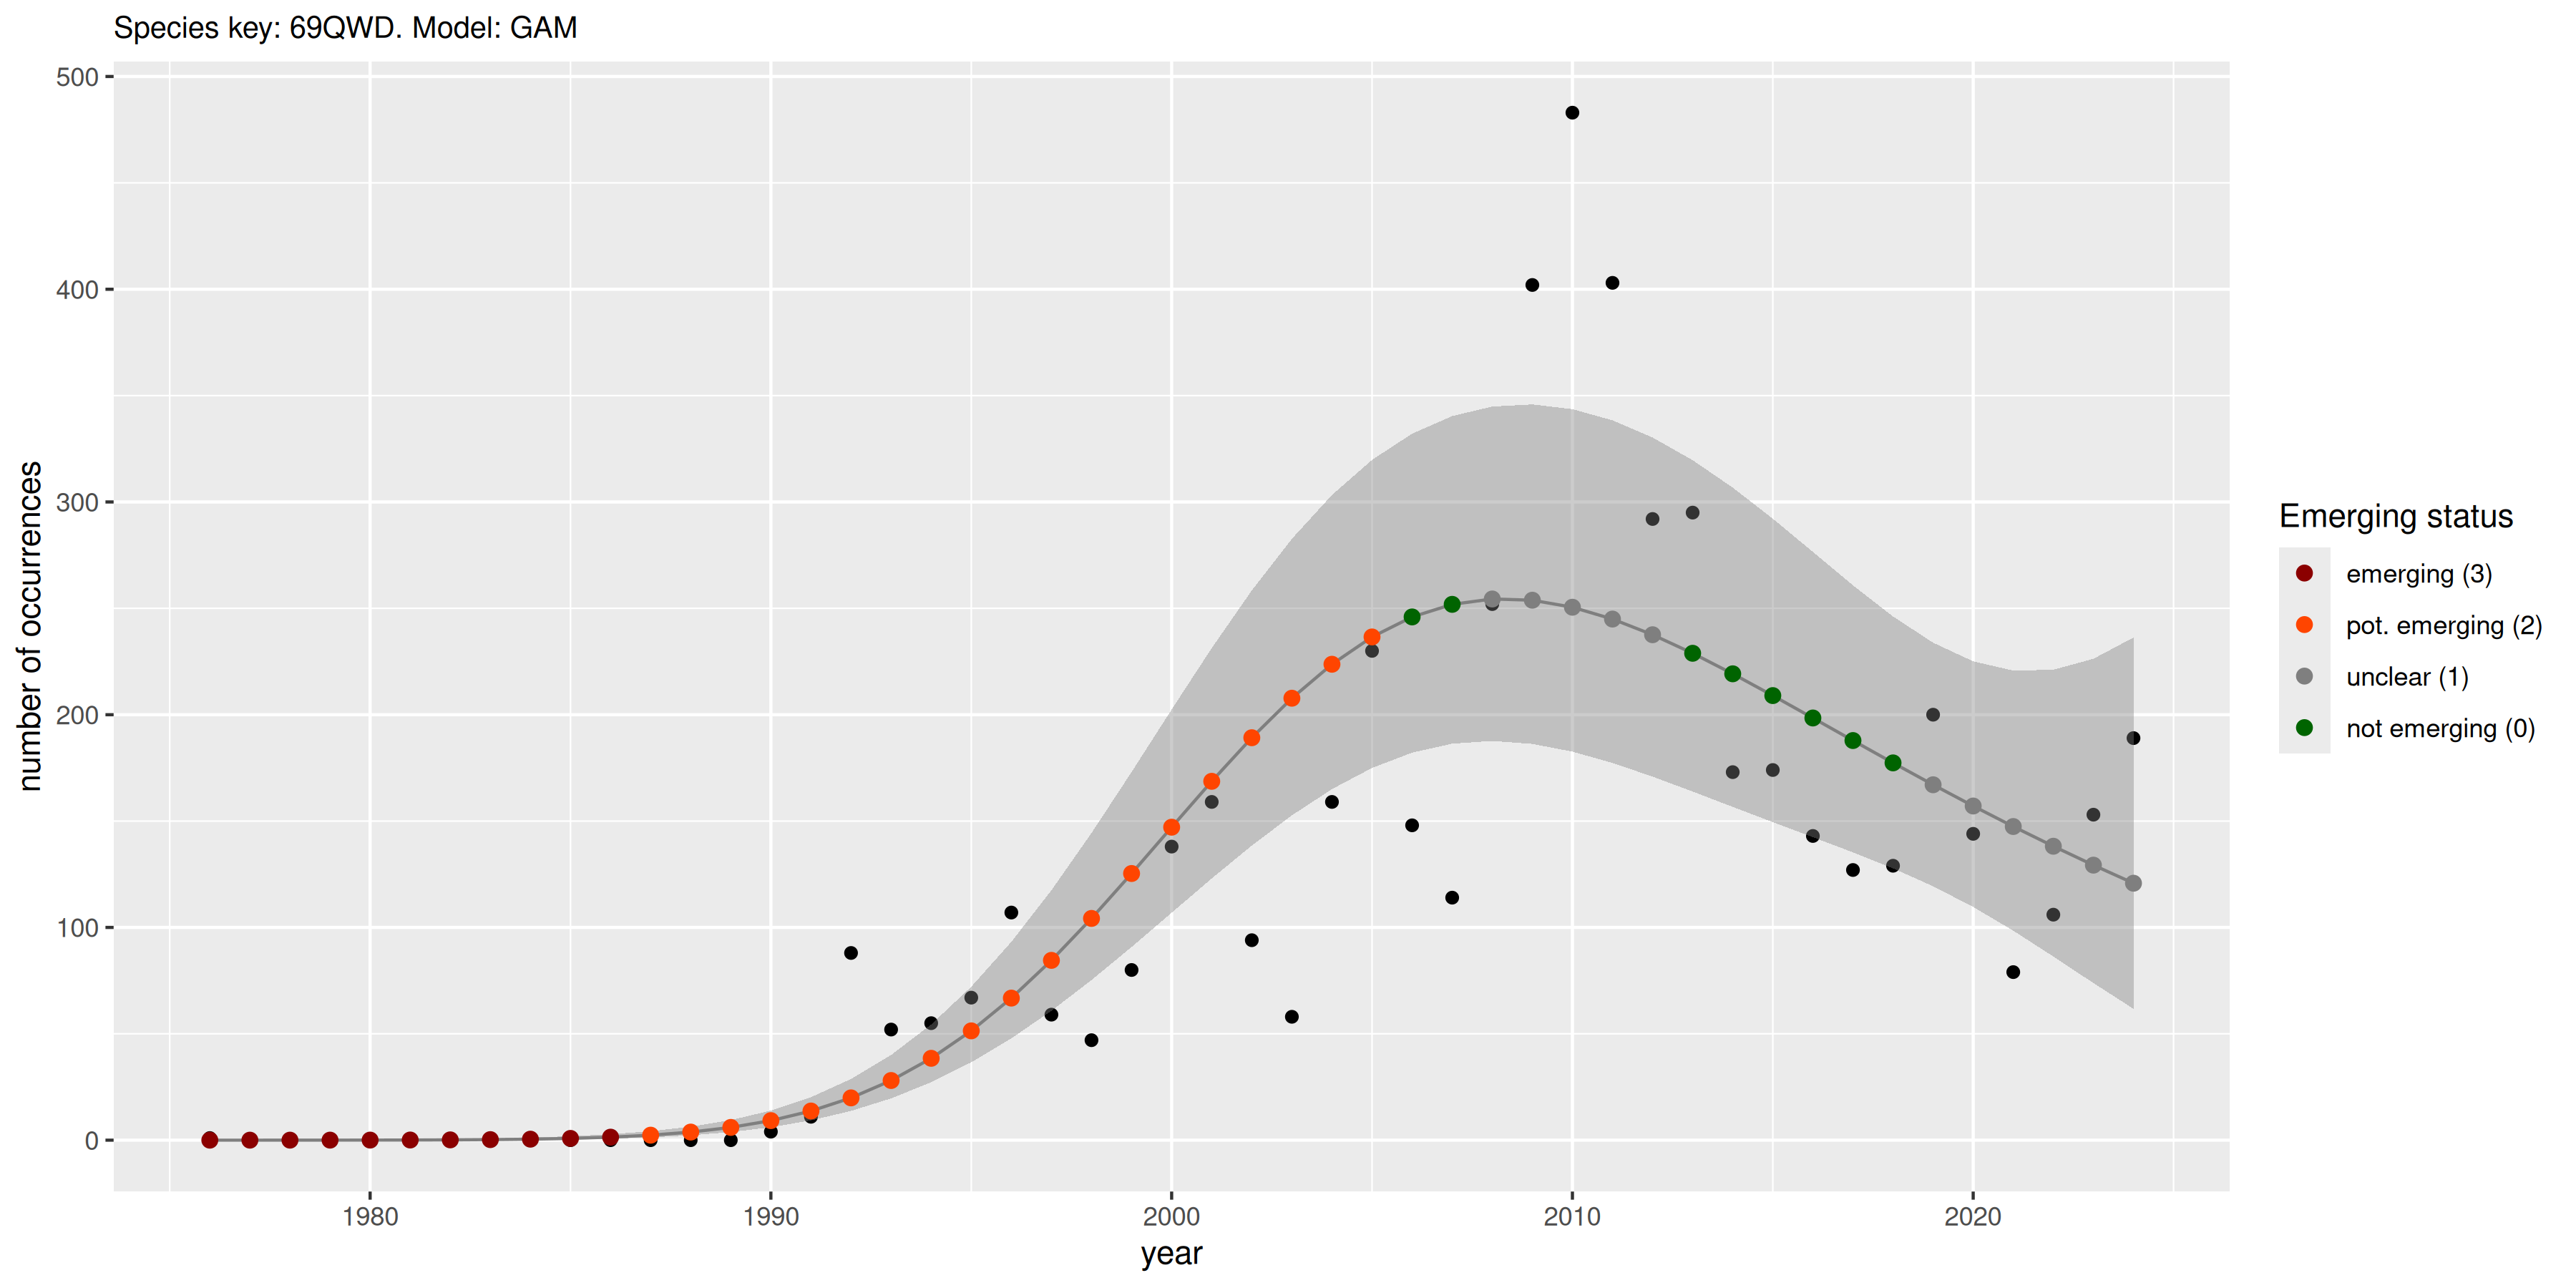 Species key: 69QWD. Model: GAM
500
400
300
200
100
0
number of occurrences
1980
1990
2000
2010
2020
year
Emerging status
emerging (3)
pot. emerging (2)
unclear (1)
not emerging (0)